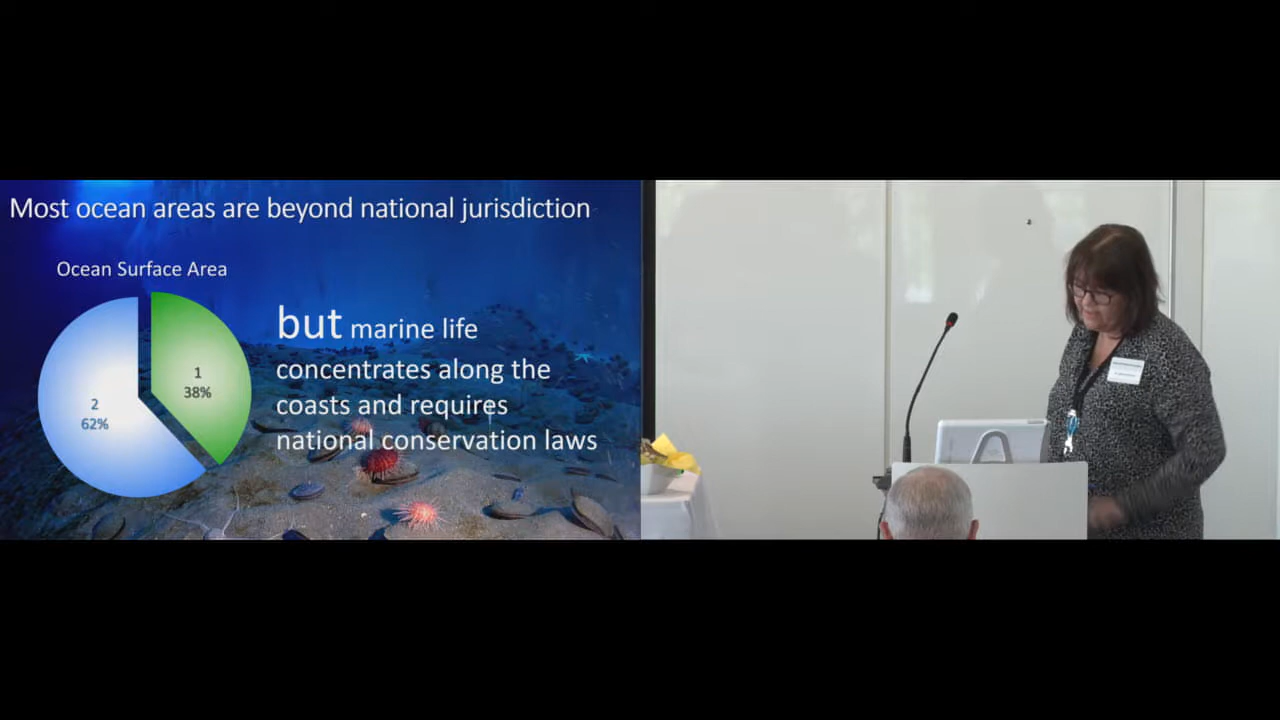 Most ocean areas are beyond national jurisdiction
Ocean Surface Area
1
38%
2
62%
but marine life
concentrates along the
coasts and requires
national conservation laws